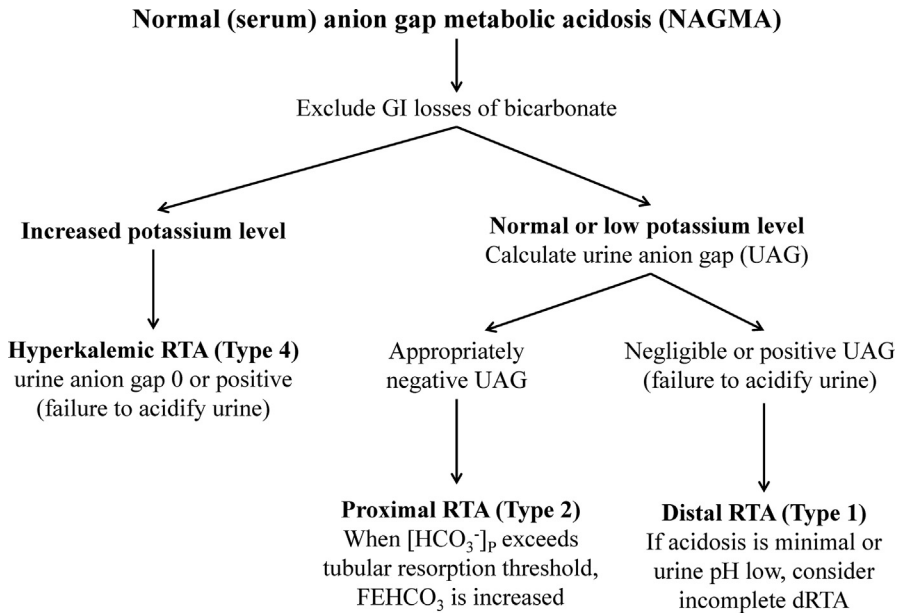 Normal (serum) anion gap metabolic acidosis (NAGMA)
Exclude GI losses of bicarbonate
Increased potassium level
Normal or low potassium level
Calculate urine anion gap (UAG)
Hyperkalemic RTA (Type 4)
urine anion gap 0 or positive
(failure to acidify urine)
Appropriately
negative UAG
Negligible or positive UAG
(failure to acidify urine)
Proximal RTA (Type 2)
When [HCO₃⁻]ₚ exceeds
tubular resorption threshold,
FEHCO₃ is increased
Distal RTA (Type 1)
If acidosis is minimal or
urine pH low, consider
incomplete dRTA